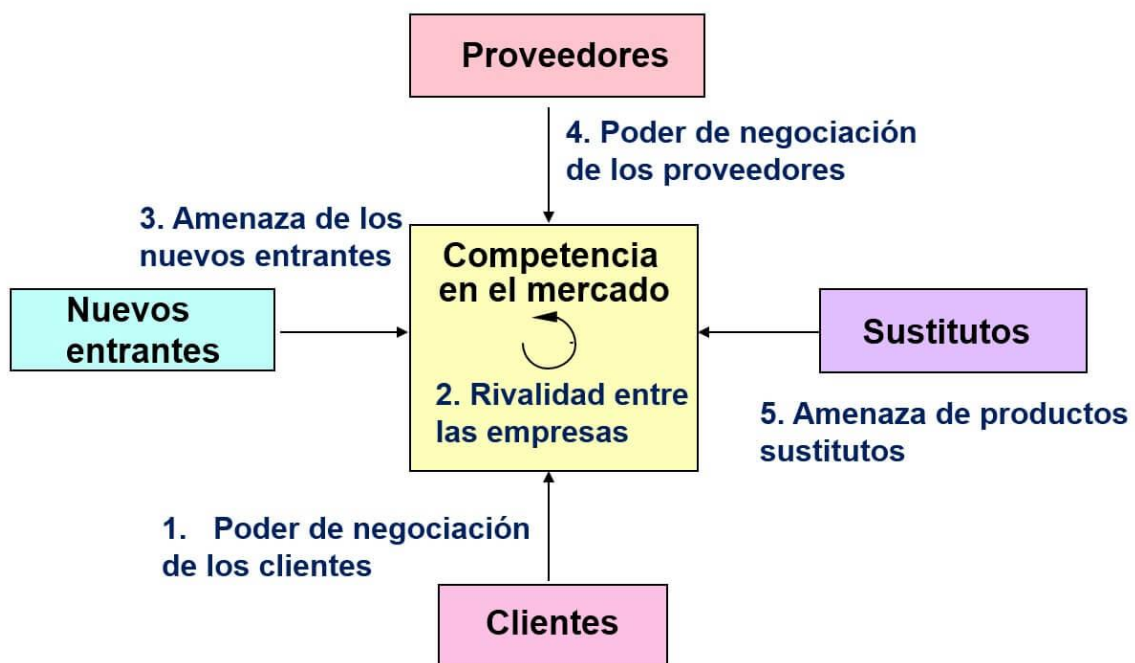 Proveedores
4. Poder de negociación
de los proveedores
3. Amenaza de los
nuevos entrantes
Competencia
en el mercado
Nuevos
entrantes
Sustitutos
2. Rivalidad entre
las empresas
5. Amenaza de productos
sustitutos
1. Poder de negociación
de los clientes
Clientes